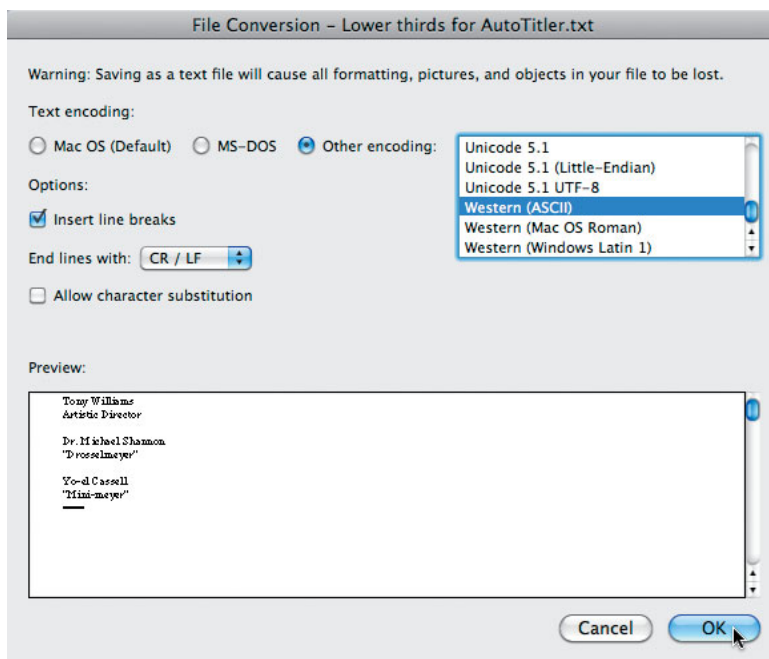 File Conversion – Lower thirds for AutoTitler.txt
Warning: Saving as a text file will cause all formatting, pictures, and objects in your file to be lost.
Text encoding:
Mac OS (Default) MS–DOS Other encoding:
Unicode 5.1
Unicode 5.1 (Little–Endian)
Unicode 5.1 UTF–8
Western (ASCII)
Western (Mac OS Roman)
Western (Windows Latin 1)
Options:
Insert line breaks
End lines with: CR / LF
Allow character substitution
Preview:
Tony Williams
Artistic Director
Dr. Michael Shannon
"Drosselmeyer"
Yo-el Cassell
"Mini-meyer"
Cancel OK